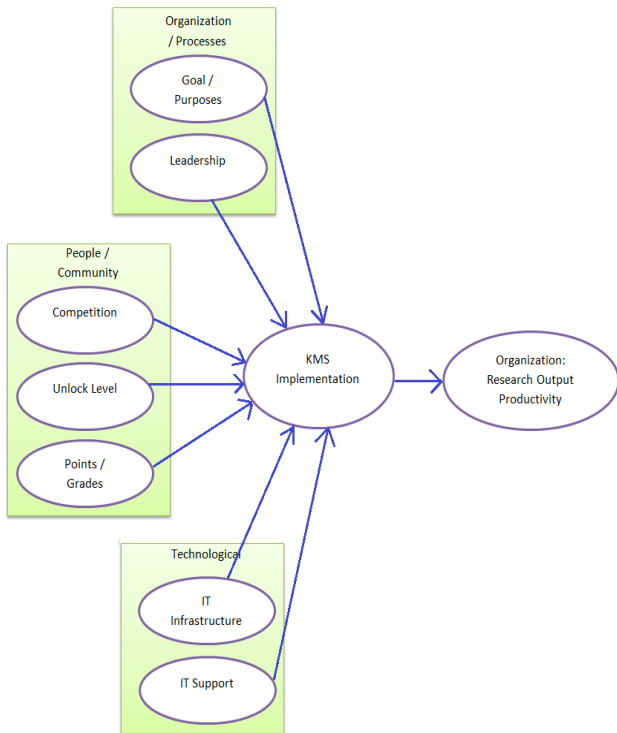 Organization
/ Processes
Goal /
Purposes
Leadership
People /
Community
Competition
Unlock Level
Points /
Grades
KMS
Implementation
Organization:
Research Output
Productivity
Technological
IT
Infrastructure
IT Support